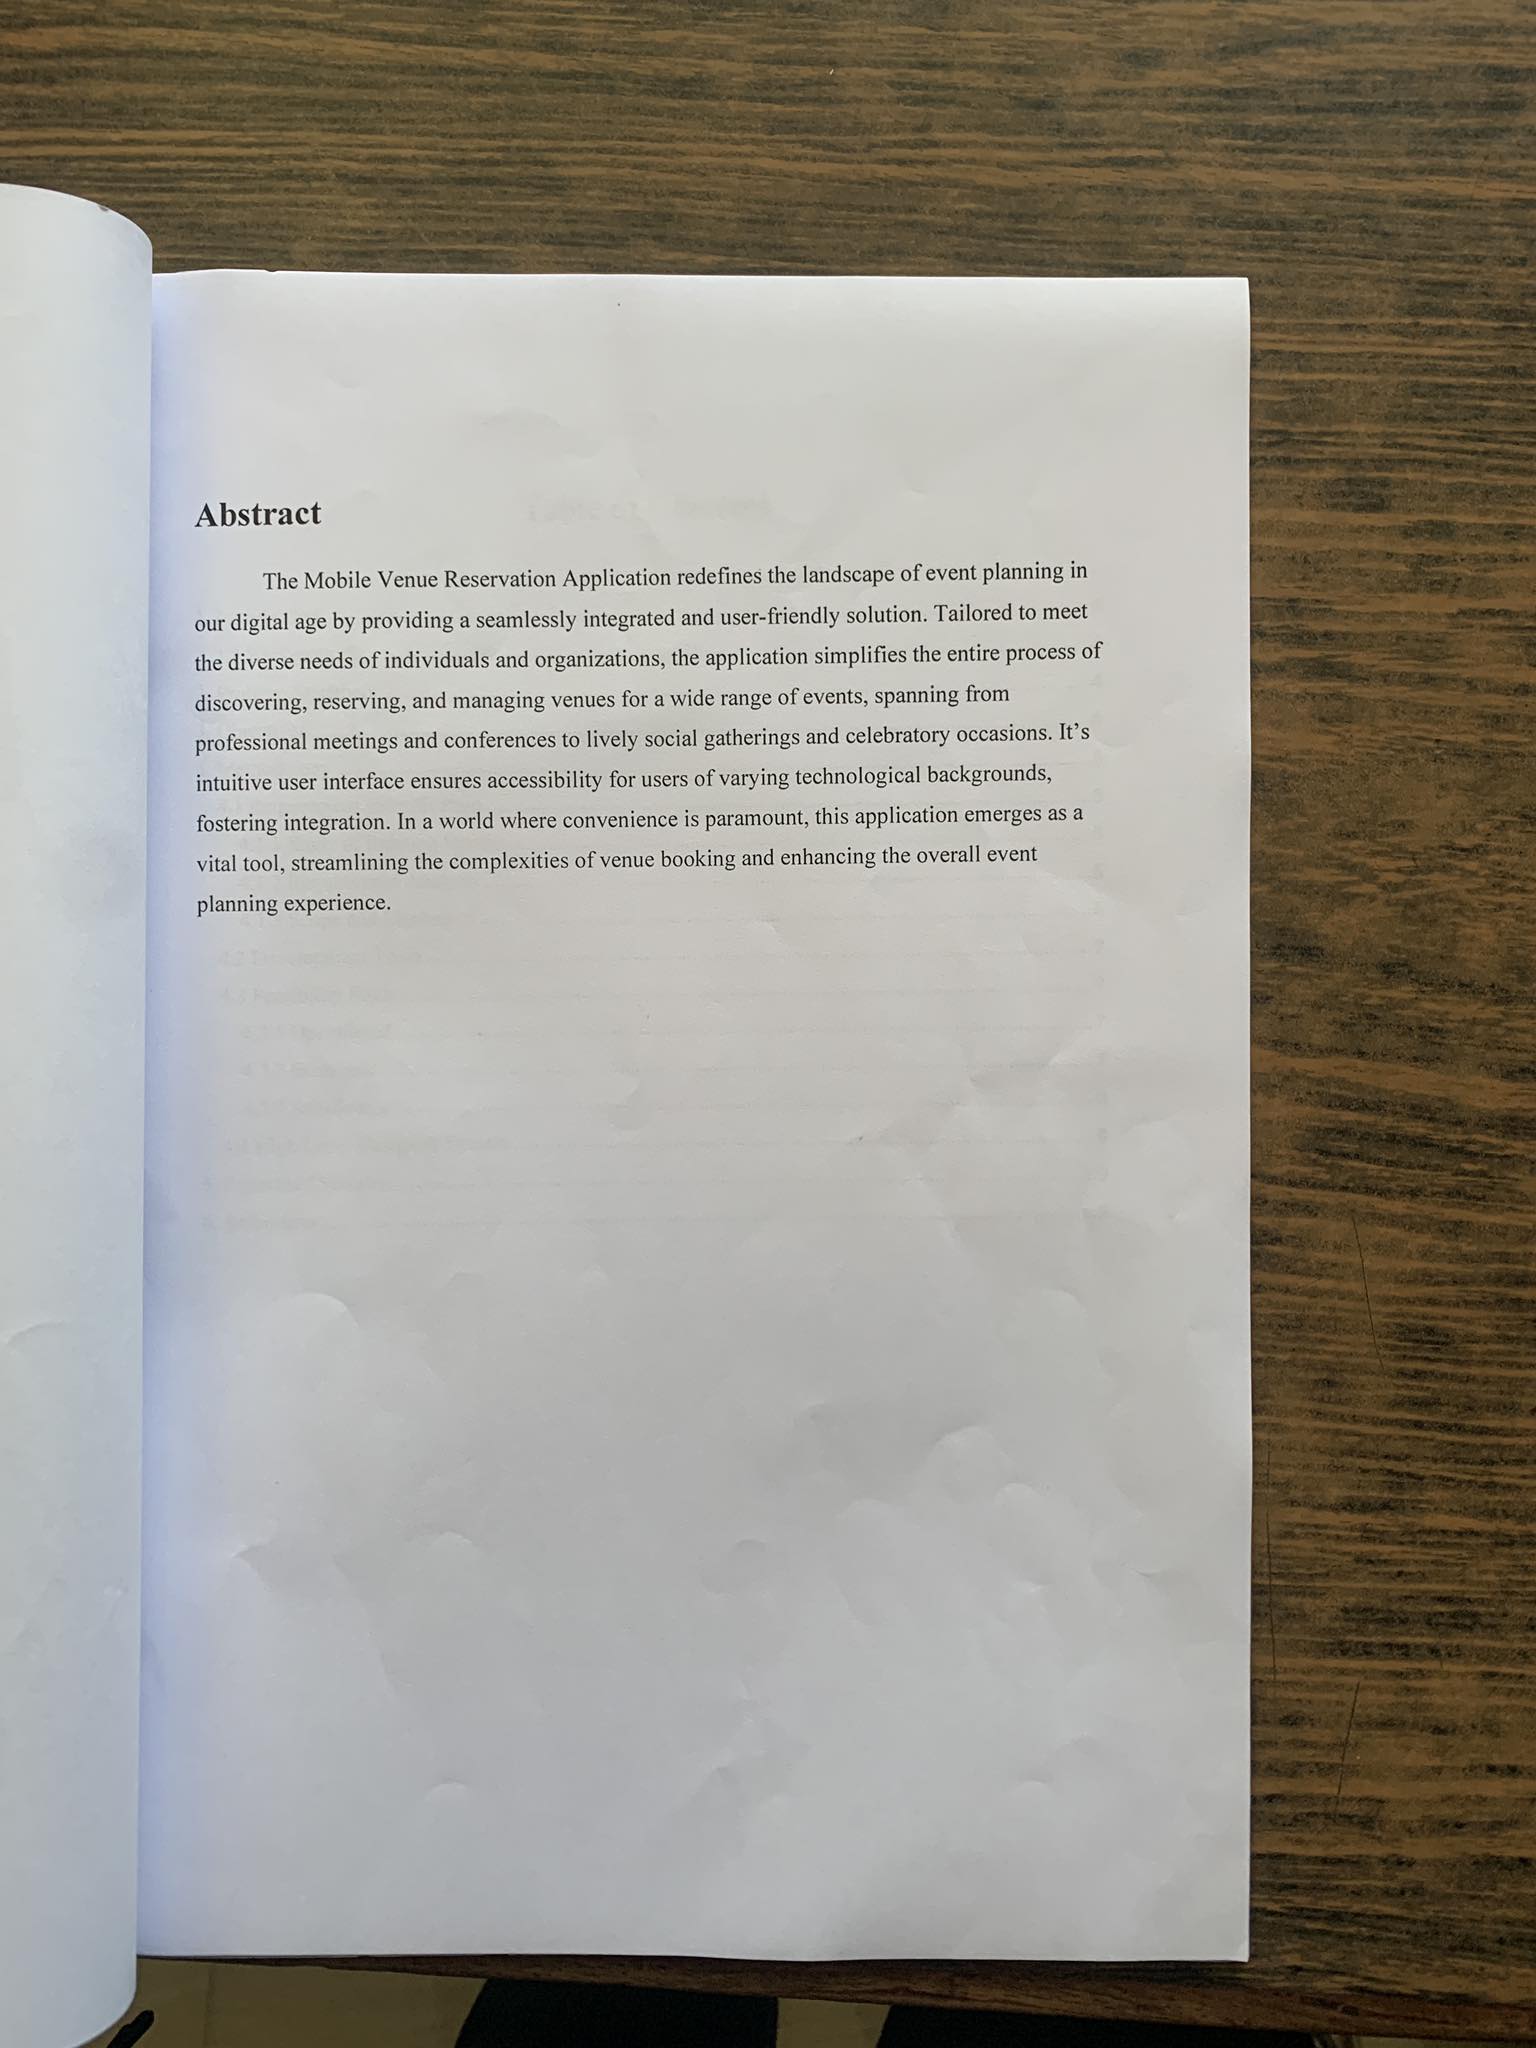 Abstract
The Mobile Venue Reservation Application redefines the landscape of event planning in
our digital age by providing a seamlessly integrated and user-friendly solution. Tailored to meet
the diverse needs of individuals and organizations, the application simplifies the entire process of
discovering, reserving, and managing venues for a wide range of events, spanning from
professional meetings and conferences to lively social gatherings and celebratory occasions. It’s
intuitive user interface ensures accessibility for users of varying technological backgrounds,
fostering integration. In a world where convenience is paramount, this application emerges as a
vital tool, streamlining the complexities of venue booking and enhancing the overall event
planning experience.